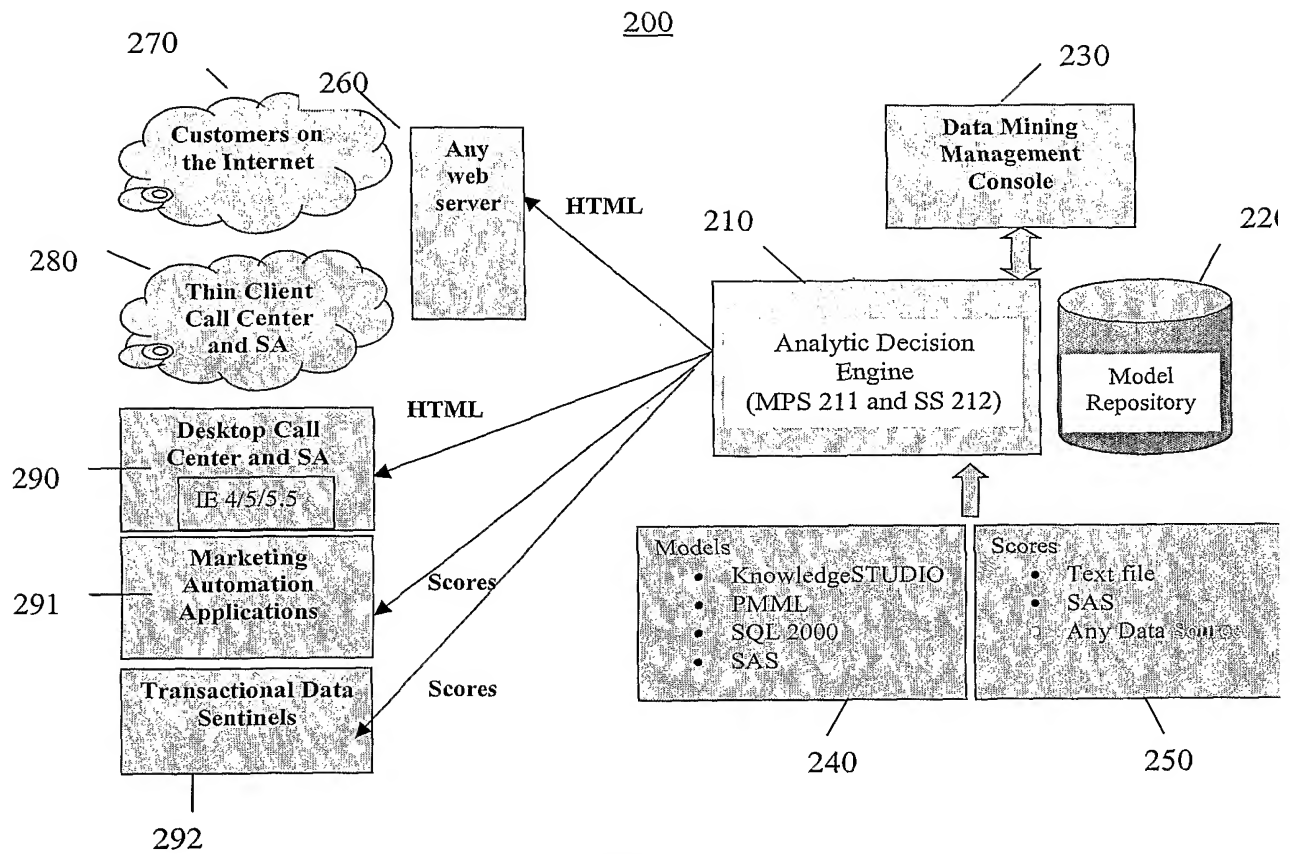 200
270
260
230
Customers on
the Internet
Any
web
server
Data Mining
Management
Console
HTML
210
280
Thin Client
Call Center
and SA
Analytic Decision
Engine
(MPS 211 and SS 212)
Model
Repository
HTML
Desktop Call
Center and SA
290
IE 4/5/5.5
Marketing
Automation
Applications
291
Scores
Models
• KnowledgeSTUDIO
• PMML
• SQL 2000
• SAS
Scores
• Text file
• SAS
□ Any Data Source
Transactional Data
Sentinels
Scores
240
250
292